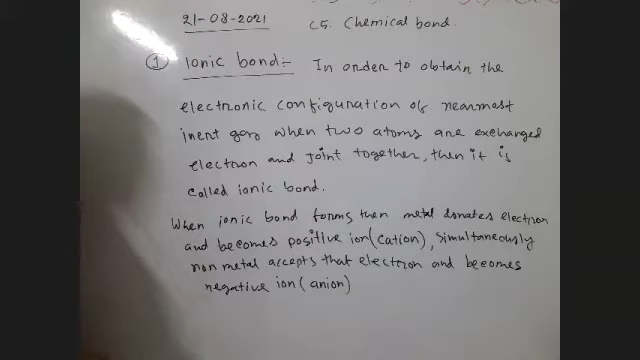 21-08-2021 C5. Chemical bond.
① Ionic bond:- In order to obtain the
electronic configuration of nearmost
inert gas when two atoms are exchanged
electron and joint together, then it is
called ionic bond.
When ionic bond forms then metal donates electron
and becomes positive ion (cation), simultaneously
non metal accepts that electron and becomes
negative ion (anion)